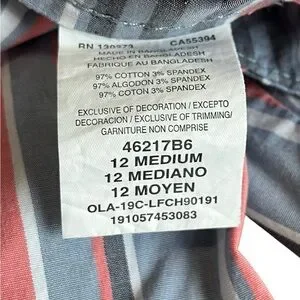 RN 139873 CA55394
MADE IN BANGLADESH
HECHO EN BANGLADESH
FABRIQUE AU BANGLADESH
97% COTTON 3% SPANDEX
97% ALGODON 3% SPANDEX
97% COTON 3% SPANDEX
EXCLUSIVE OF DECORATION / EXCEPTO
DECORACION / EXCLUSIVE OF TRIMMING/
GARNITURE NON COMPRISE
46217B6
12 MEDIUM
12 MEDIANO
12 MOYEN
OLA-19C-LFCH90191
191057453083